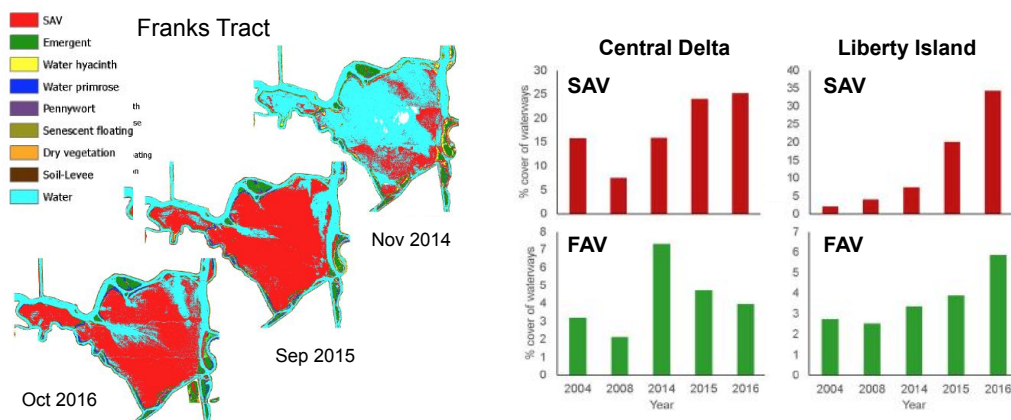 Franks Tract
SAV
Emergent
Water hyacinth
Water primrose
Pennywort
Senescent floating
Dry vegetation
Soil-Levee
Water
th
se
ating
on
Nov 2014
Sep 2015
Oct 2016
Central Delta
Liberty Island
% cover of waterways
30
25
20
15
10
5
0
SAV
40
35
30
25
20
15
10
5
0
SAV
% cover of waterways
8
7
6
5
4
3
2
1
0
FAV
2004 2008 2014 2015 2016
Year
7
6
5
4
3
2
1
0
FAV
2004 2008 2014 2015 2016
Year